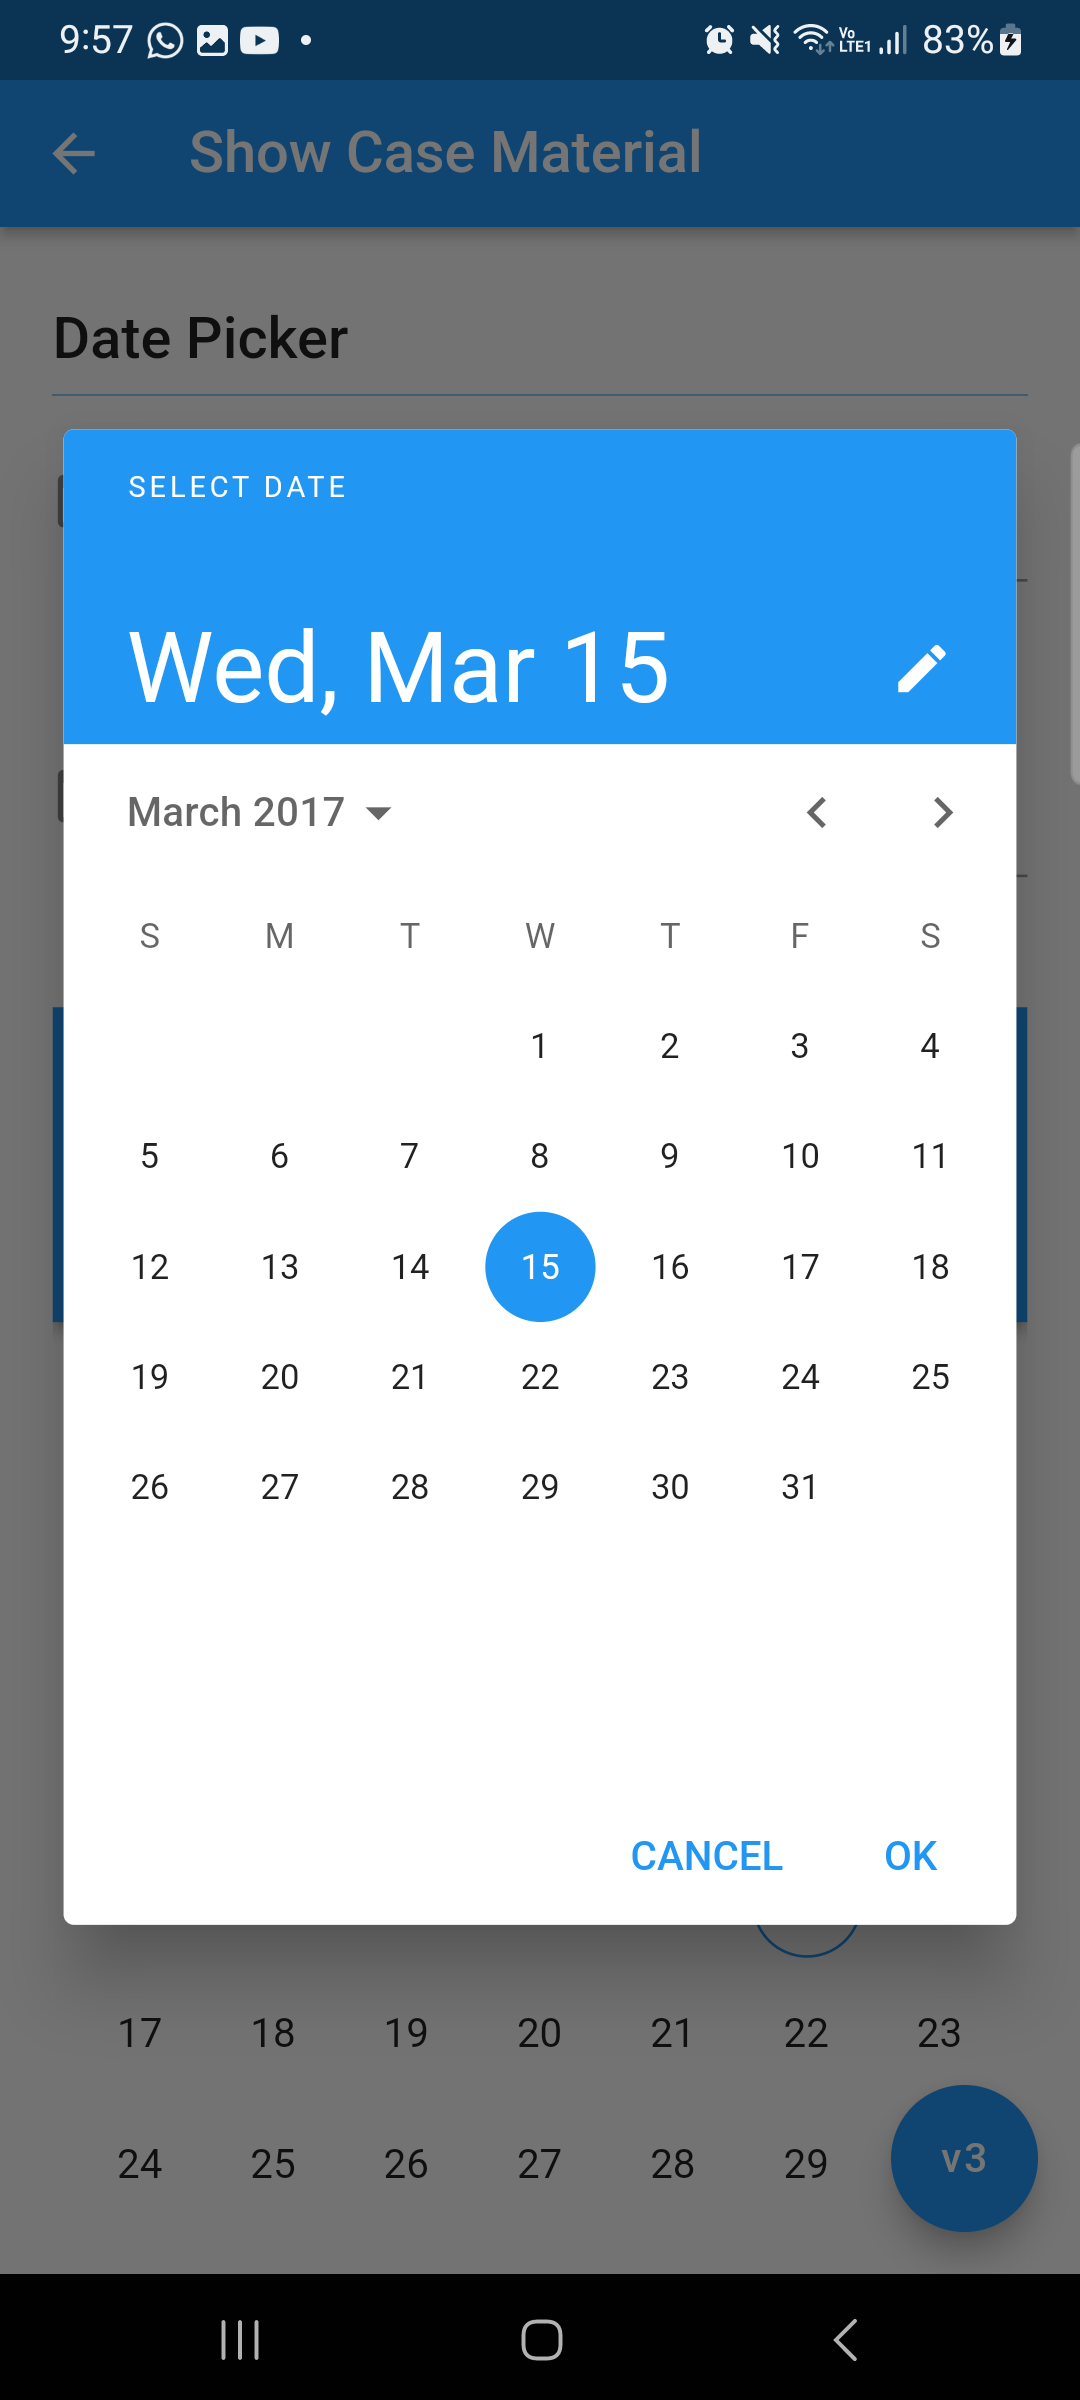 9:57 Vo LTE1 83%
Show Case Material
Date Picker
SELECT DATE
Wed, Mar 15
March 2017
S M T W T F S
1 2 3 4
5 6 7 8 9 10 11
12 13 14 15 16 17 18
19 20 21 22 23 24 25
26 27 28 29 30 31
CANCEL OK
17 18 19 20 21 22 23
24 25 26 27 28 29
v3